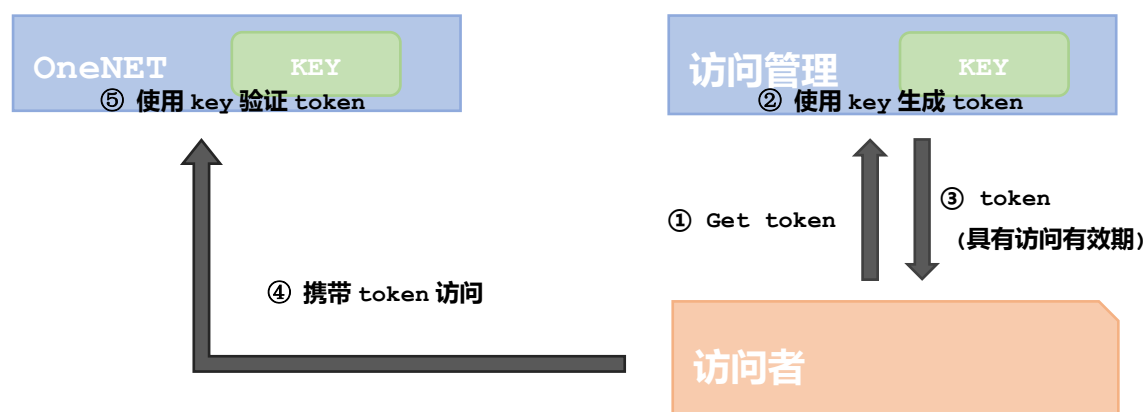 OneNET
KEY
⑤ 使用 key 验证 token
访问管理
KEY
② 使用 key 生成 token
① Get token
③ token
(具有访问有效期)
④ 携带 token 访问
访问者